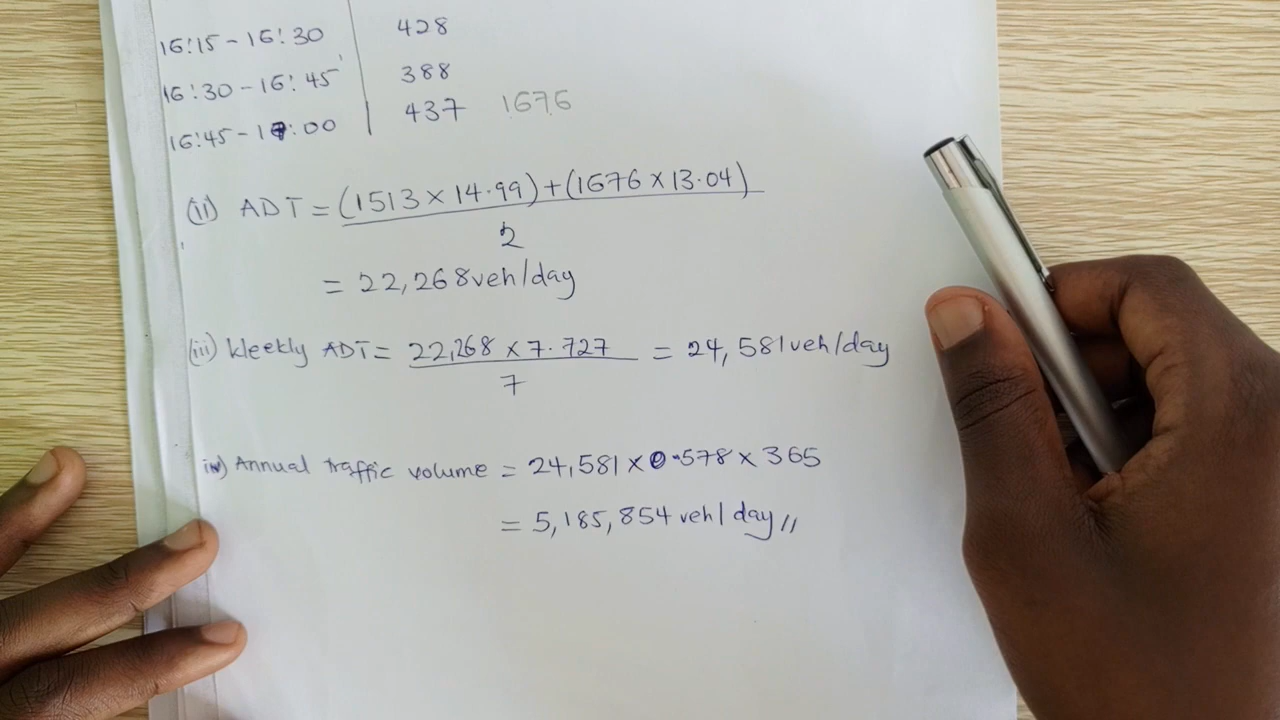 16:15 - 16:30 428
16:30 - 16:45 388
16:45 - 17:00 437 1676
(ii) ADT = (1513 × 14.99) + (1676 × 13.04)
2
= 22,268 veh/day
(iii) Weekly ADT = 22,268 × 7.727 = 24,581 veh/day
7
iv) Annual traffic volume = 24,581 × 0.578 × 365
= 5,185,854 veh/day //